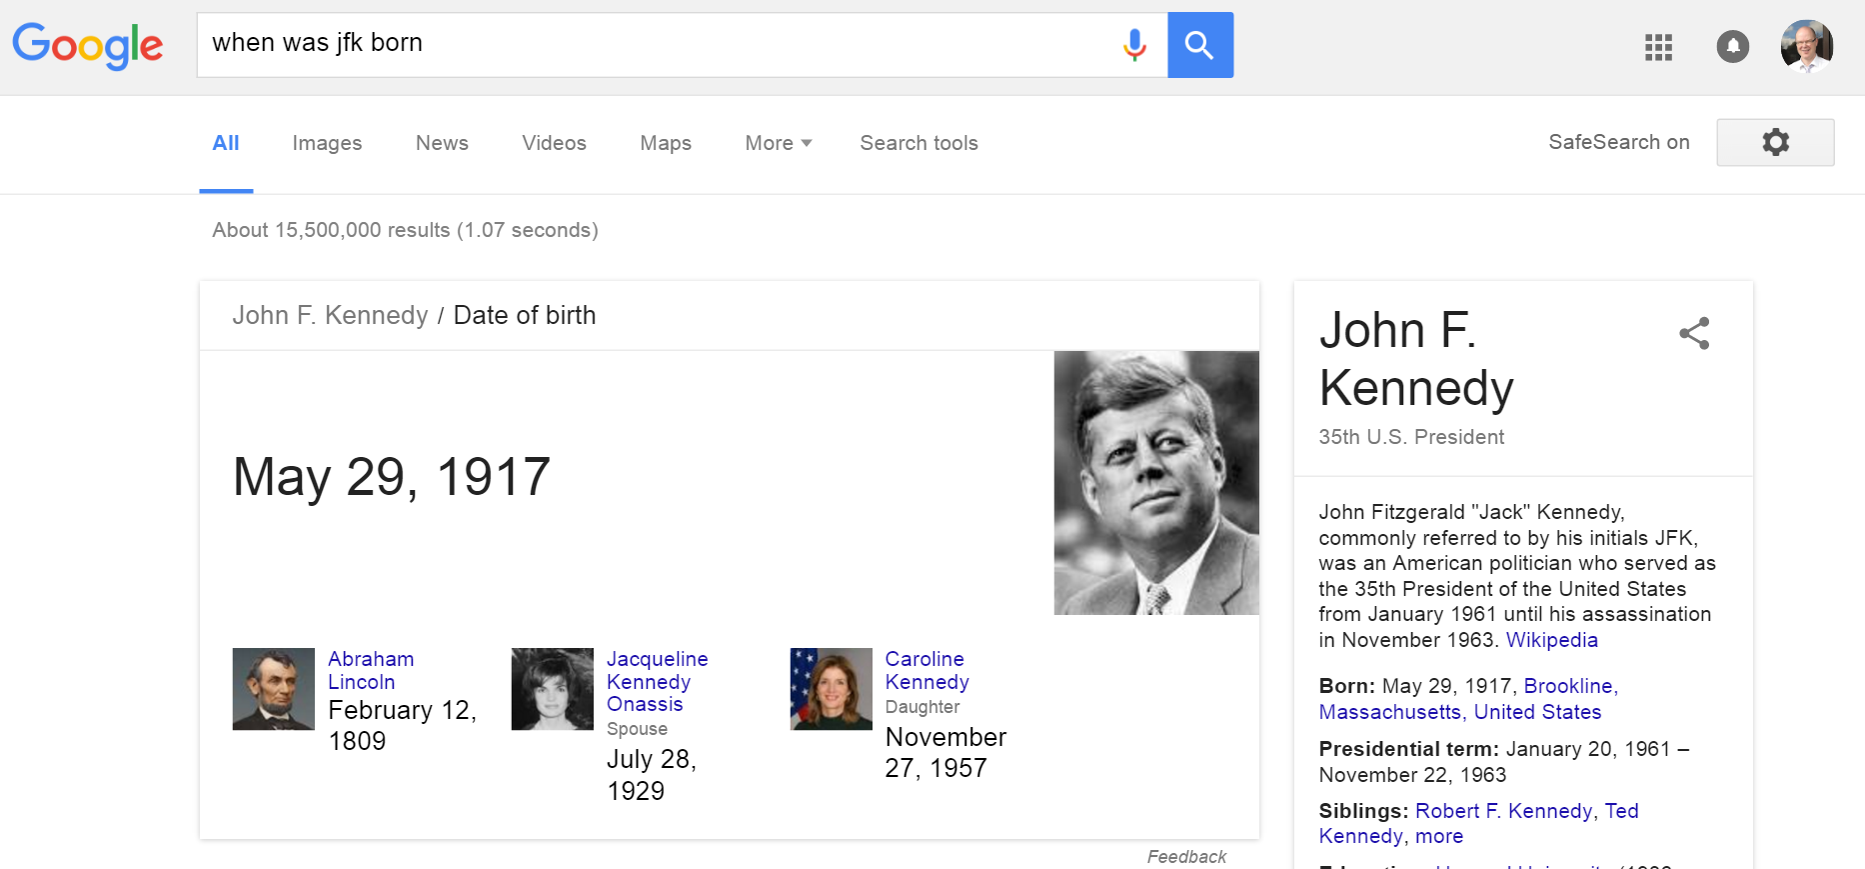 Google
when was jfk born
All Images News Videos Maps More Search tools SafeSearch on
About 15,500,000 results (1.07 seconds)
John F. Kennedy / Date of birth
May 29, 1917
Abraham
Lincoln
February 12,
1809
Jacqueline
Kennedy
Onassis
Spouse
July 28,
1929
Caroline
Kennedy
Daughter
November
27, 1957
Feedback
John F.
Kennedy
35th U.S. President
John Fitzgerald "Jack" Kennedy,
commonly referred to by his initials JFK,
was an American politician who served as
the 35th President of the United States
from January 1961 until his assassination
in November 1963. Wikipedia
Born: May 29, 1917, Brookline,
Massachusetts, United States
Presidential term: January 20, 1961 –
November 22, 1963
Siblings: Robert F. Kennedy, Ted
Kennedy, more